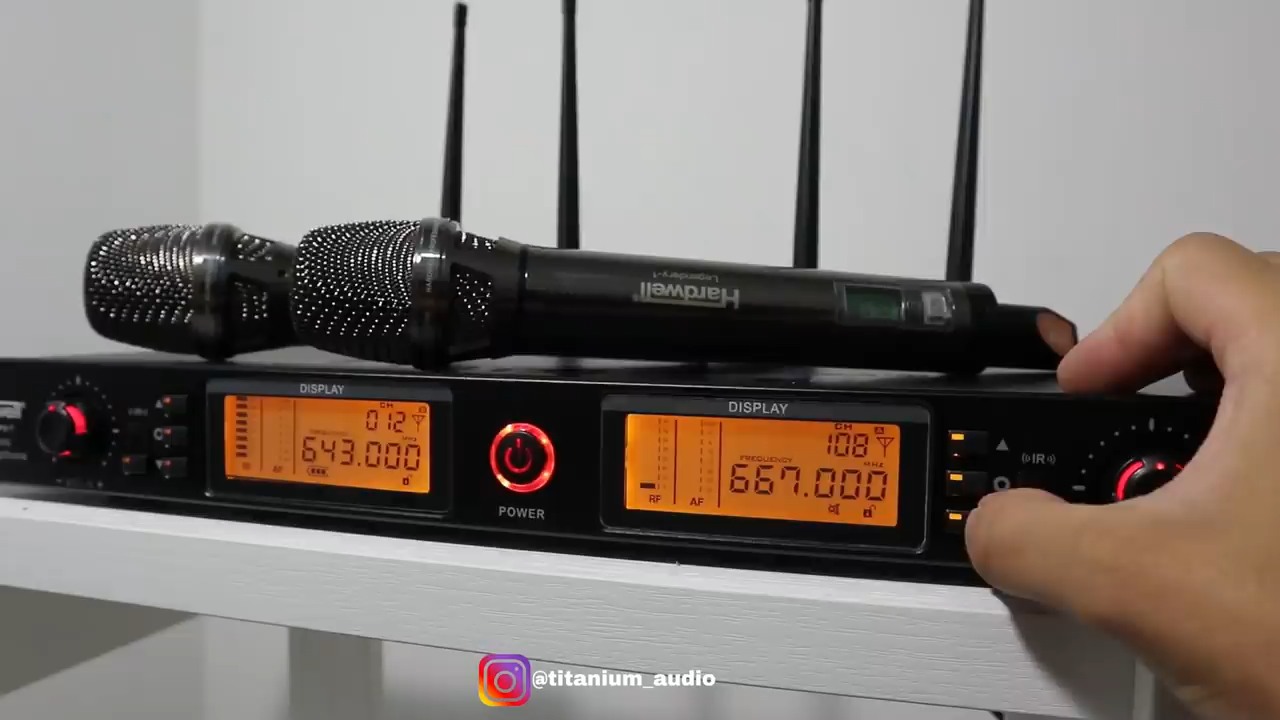 Hardwell
Legendary-1
DISPLAY
CH
012
643.000
AF
POWER
DISPLAY
CH
108
FREQUENCY
MHZ
667.000
RF
AF
IR
@titanium_audio